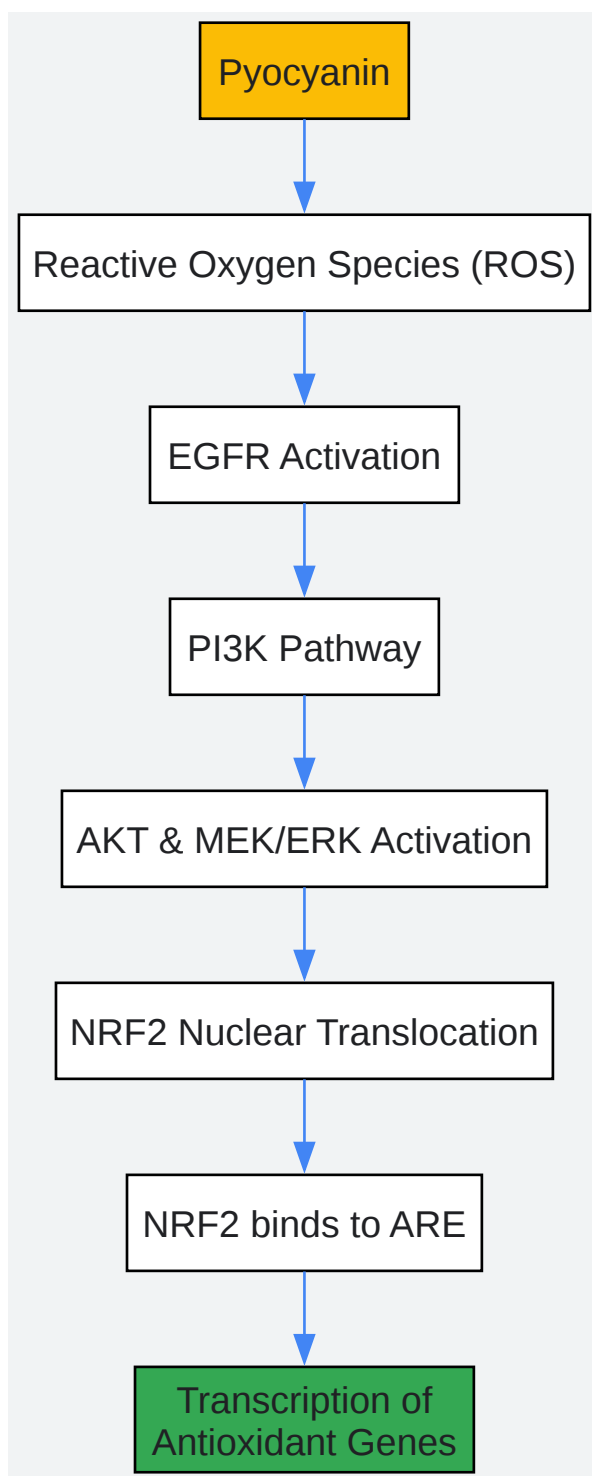 Pyocyanin
Reactive Oxygen Species (ROS)
EGFR Activation
PI3K Pathway
AKT & MEK/ERK Activation
NRF2 Nuclear Translocation
NRF2 binds to ARE
Transcription of
Antioxidant Genes